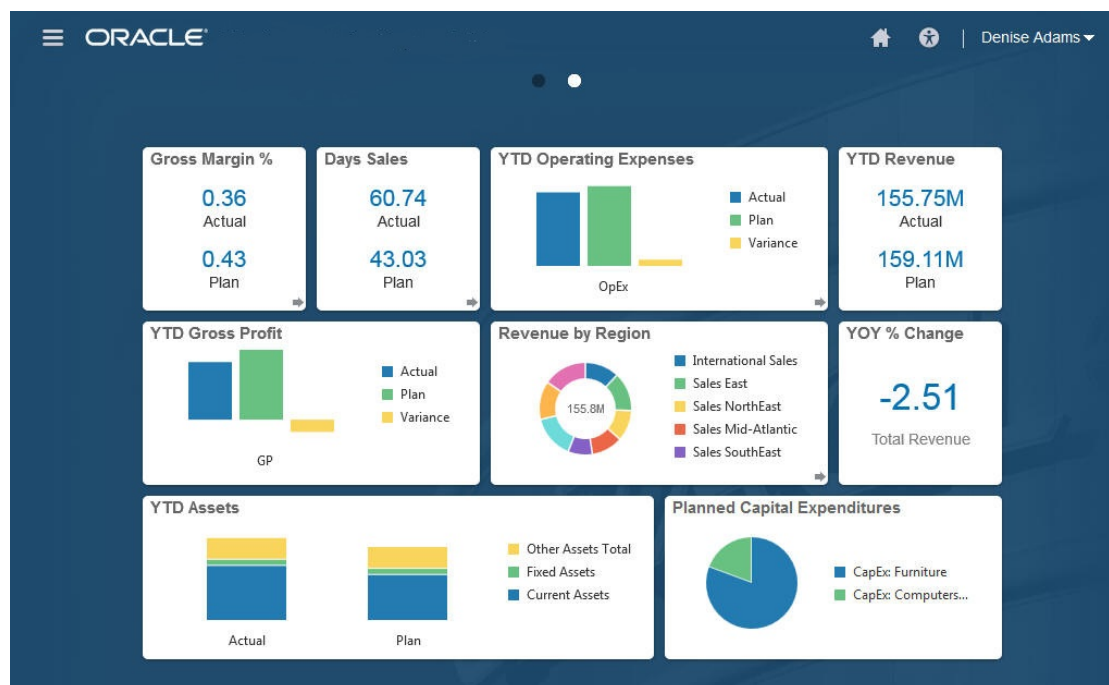 ORACLE
Denise Adams
Gross Margin %
0.36
Actual
0.43
Plan
Days Sales
60.74
Actual
43.03
Plan
YTD Operating Expenses
Actual
Plan
Variance
OpEx
YTD Revenue
155.75M
Actual
159.11M
Plan
YTD Gross Profit
Actual
Plan
Variance
GP
Revenue by Region
155.8M
International Sales
Sales East
Sales NorthEast
Sales Mid-Atlantic
Sales SouthEast
YOY % Change
-2.51
Total Revenue
YTD Assets
Other Assets Total
Fixed Assets
Current Assets
Actual
Plan
Planned Capital Expenditures
CapEx: Furniture
CapEx: Computers...